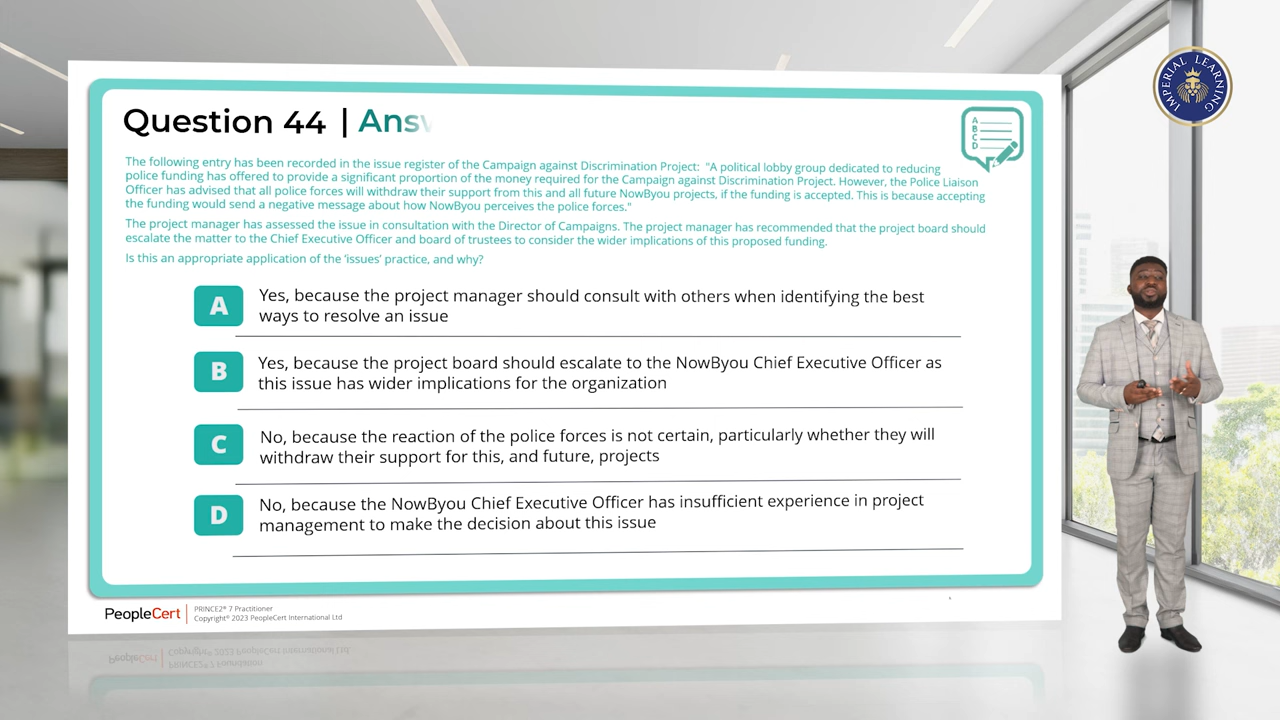 IMPERIAL LEARNING
Question 44 | Answ
A
B
C
D
The following entry has been recorded in the issue register of the Campaign against Discrimination Project: "A political lobby group dedicated to reducing
police funding has offered to provide a significant proportion of the money required for the Campaign against Discrimination Project. However, the Police Liaison
Officer has advised that all police forces will withdraw their support from this and all future NowByou projects, if the funding is accepted. This is because accepting
the funding would send a negative message about how NowByou perceives the police forces."
The project manager has assessed the issue in consultation with the Director of Campaigns. The project manager has recommended that the project board should
escalate the matter to the Chief Executive Officer and board of trustees to consider the wider implications of this proposed funding.
Is this an appropriate application of the 'issues' practice, and why?
A Yes, because the project manager should consult with others when identifying the best
ways to resolve an issue
B Yes, because the project board should escalate to the NowByou Chief Executive Officer as
this issue has wider implications for the organization
C No, because the reaction of the police forces is not certain, particularly whether they will
withdraw their support for this, and future, projects
D No, because the NowByou Chief Executive Officer has insufficient experience in project
management to make the decision about this issue
PeopleCert
PRINCE2® 7 Practitioner
Copyright© 2023 PeopleCert International Ltd
PeopleCert
Copyright© 2023 PeopleCert International Ltd
PRINCE2® 7 Foundation